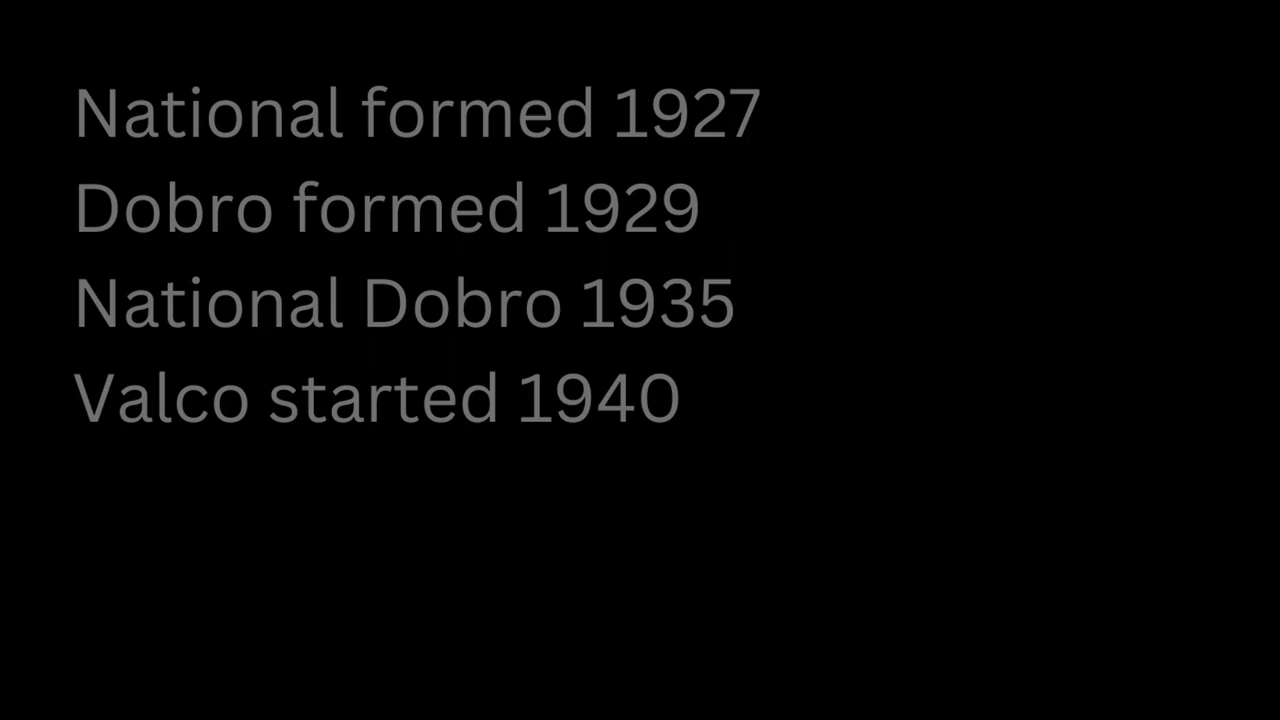 National formed 1927
Dobro formed 1929
National Dobro 1935
Valco started 1940